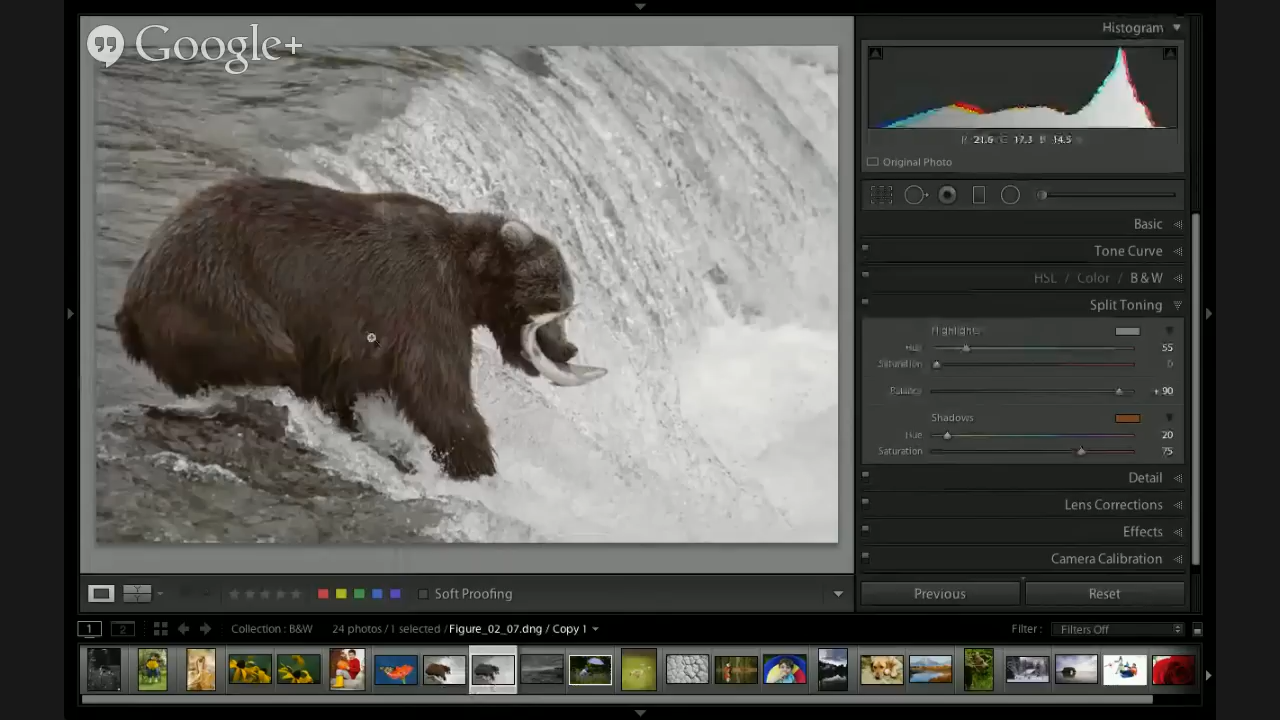 Google+
Histogram
21.6 17.3 14.5
Original Photo
Basic
Tone Curve
HSL / Color / B&W
Split Toning
Highlights
Hue 55
Saturation 0
Balance + 90
Shadows
Hue 20
Saturation 75
Detail
Lens Corrections
Effects
Camera Calibration
Soft Proofing
Previous Reset
1 2 Collection : B&W 24 photos / 1 selected / Figure_02_07.dng / Copy 1 Filter : Filters Off